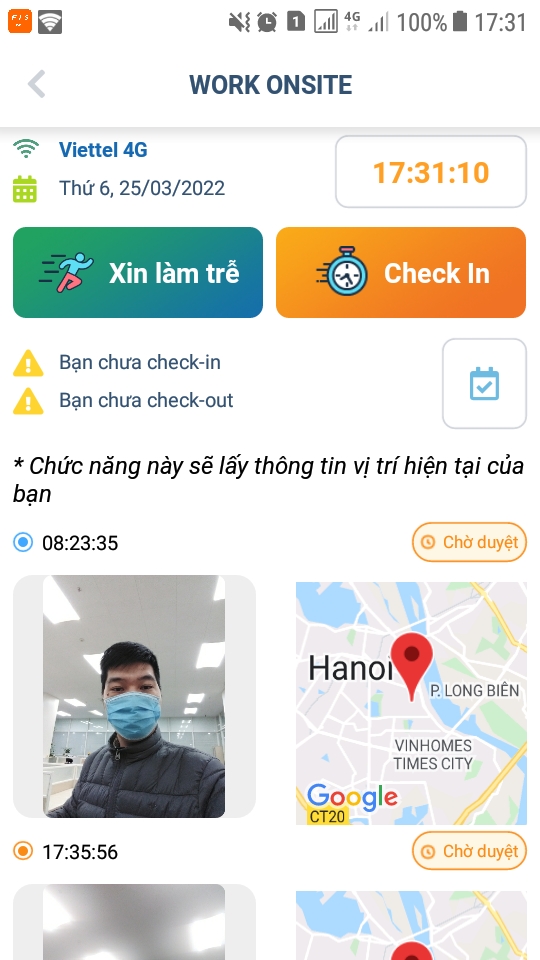 FIS
1
4G
100%
17:31
WORK ONSITE
Viettel 4G
Thứ 6, 25/03/2022
17:31:10
Xin làm trễ
Check In
Bạn chưa check-in
Bạn chưa check-out
* Chức năng này sẽ lấy thông tin vị trí hiện tại của
bạn
08:23:35
Chờ duyệt
Hanoi
P. LONG BIÊN
VINHOMES
TIMES CITY
Google
CT20
17:35:56
Chờ duyệt